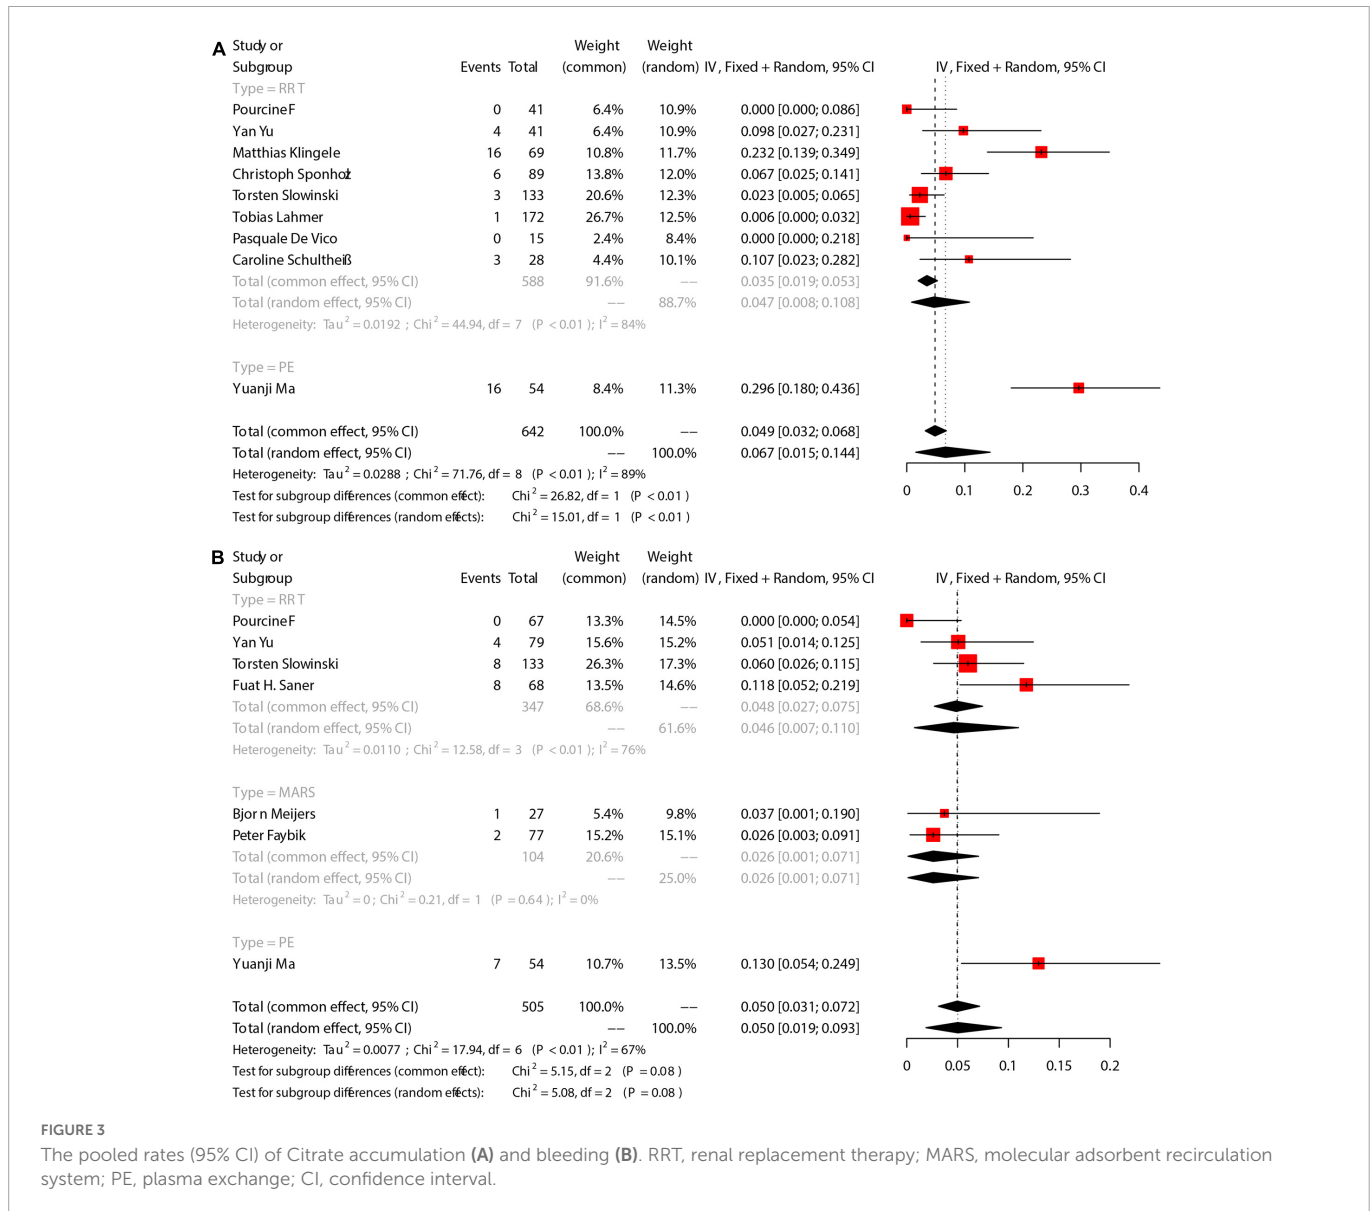 A Study or Weight Weight
Subgroup Events Total (common) (random) IV, Fixed + Random, 95% CI IV, Fixed + Random, 95% CI
Type = RRT
Pourcine F 0 41 6.4% 10.9% 0.000 [0.000; 0.086]
Yan Yu 4 41 6.4% 10.9% 0.098 [0.027; 0.231]
Matthias Klingele 16 69 10.8% 11.7% 0.232 [0.139; 0.349]
Christoph Sponholz 6 89 13.8% 12.0% 0.067 [0.025; 0.141]
Torsten Slowinski 3 133 20.6% 12.3% 0.023 [0.005; 0.065]
Tobias Lahmer 1 172 26.7% 12.5% 0.006 [0.000; 0.032]
Pasquale De Vico 0 15 2.4% 8.4% 0.000 [0.000; 0.218]
Caroline Schultheiß 3 28 4.4% 10.1% 0.107 [0.023; 0.282]
Total (common effect, 95% CI) 588 91.6% −− 0.035 [0.019; 0.053]
Total (random effect, 95% CI) −− 88.7% 0.047 [0.008; 0.108]
Heterogeneity: Tau² = 0.0192 ; Chi² = 44.94, df = 7 (P < 0.01 ); I² = 84%
Type = PE
Yuanji Ma 16 54 8.4% 11.3% 0.296 [0.180; 0.436]
Total (common effect, 95% CI) 642 100.0% −− 0.049 [0.032; 0.068]
Total (random effect, 95% CI) −− 100.0% 0.067 [0.015; 0.144]
Heterogeneity: Tau² = 0.0288 ; Chi² = 71.76, df = 8 (P < 0.01 ); I² = 89%
Test for subgroup differences (common effect): Chi² = 26.82, df = 1 (P < 0.01 )
Test for subgroup differences (random effects): Chi² = 15.01, df = 1 (P < 0.01 )
0 0.1 0.2 0.3 0.4
B Study or Weight Weight
Subgroup Events Total (common) (random) IV, Fixed + Random, 95% CI IV, Fixed + Random, 95% CI
Type = RRT
Pourcine F 0 67 13.3% 14.5% 0.000 [0.000; 0.054]
Yan Yu 4 79 15.6% 15.2% 0.051 [0.014; 0.125]
Torsten Slowinski 8 133 26.3% 17.3% 0.060 [0.026; 0.115]
Fuat H. Saner 8 68 13.5% 14.6% 0.118 [0.052; 0.219]
Total (common effect, 95% CI) 347 68.6% −− 0.048 [0.027; 0.075]
Total (random effect, 95% CI) −− 61.6% 0.046 [0.007; 0.110]
Heterogeneity: Tau² = 0.0110 ; Chi² = 12.58, df = 3 (P < 0.01 ); I² = 76%
Type = MARS
Bjorn Meijers 1 27 5.4% 9.8% 0.037 [0.001; 0.190]
Peter Faybik 2 77 15.2% 15.1% 0.026 [0.003; 0.091]
Total (common effect, 95% CI) 104 20.6% −− 0.026 [0.001; 0.071]
Total (random effect, 95% CI) −− 25.0% 0.026 [0.001; 0.071]
Heterogeneity: Tau² = 0 ; Chi² = 0.21, df = 1 (P = 0.64 ); I² = 0%
Type = PE
Yuanji Ma 7 54 10.7% 13.5% 0.130 [0.054; 0.249]
Total (common effect, 95% CI) 505 100.0% −− 0.050 [0.031; 0.072]
Total (random effect, 95% CI) −− 100.0% 0.050 [0.019; 0.093]
Heterogeneity: Tau² = 0.0077 ; Chi² = 17.94, df = 6 (P < 0.01 ); I² = 67%
Test for subgroup differences (common effect): Chi² = 5.15, df = 2 (P = 0.08 )
Test for subgroup differences (random effects): Chi² = 5.08, df = 2 (P = 0.08 )
0 0.05 0.1 0.15 0.2
FIGURE 3
The pooled rates (95% CI) of Citrate accumulation (A) and bleeding (B). RRT, renal replacement therapy; MARS, molecular adsorbent recirculation
system; PE, plasma exchange; CI, confidence interval.